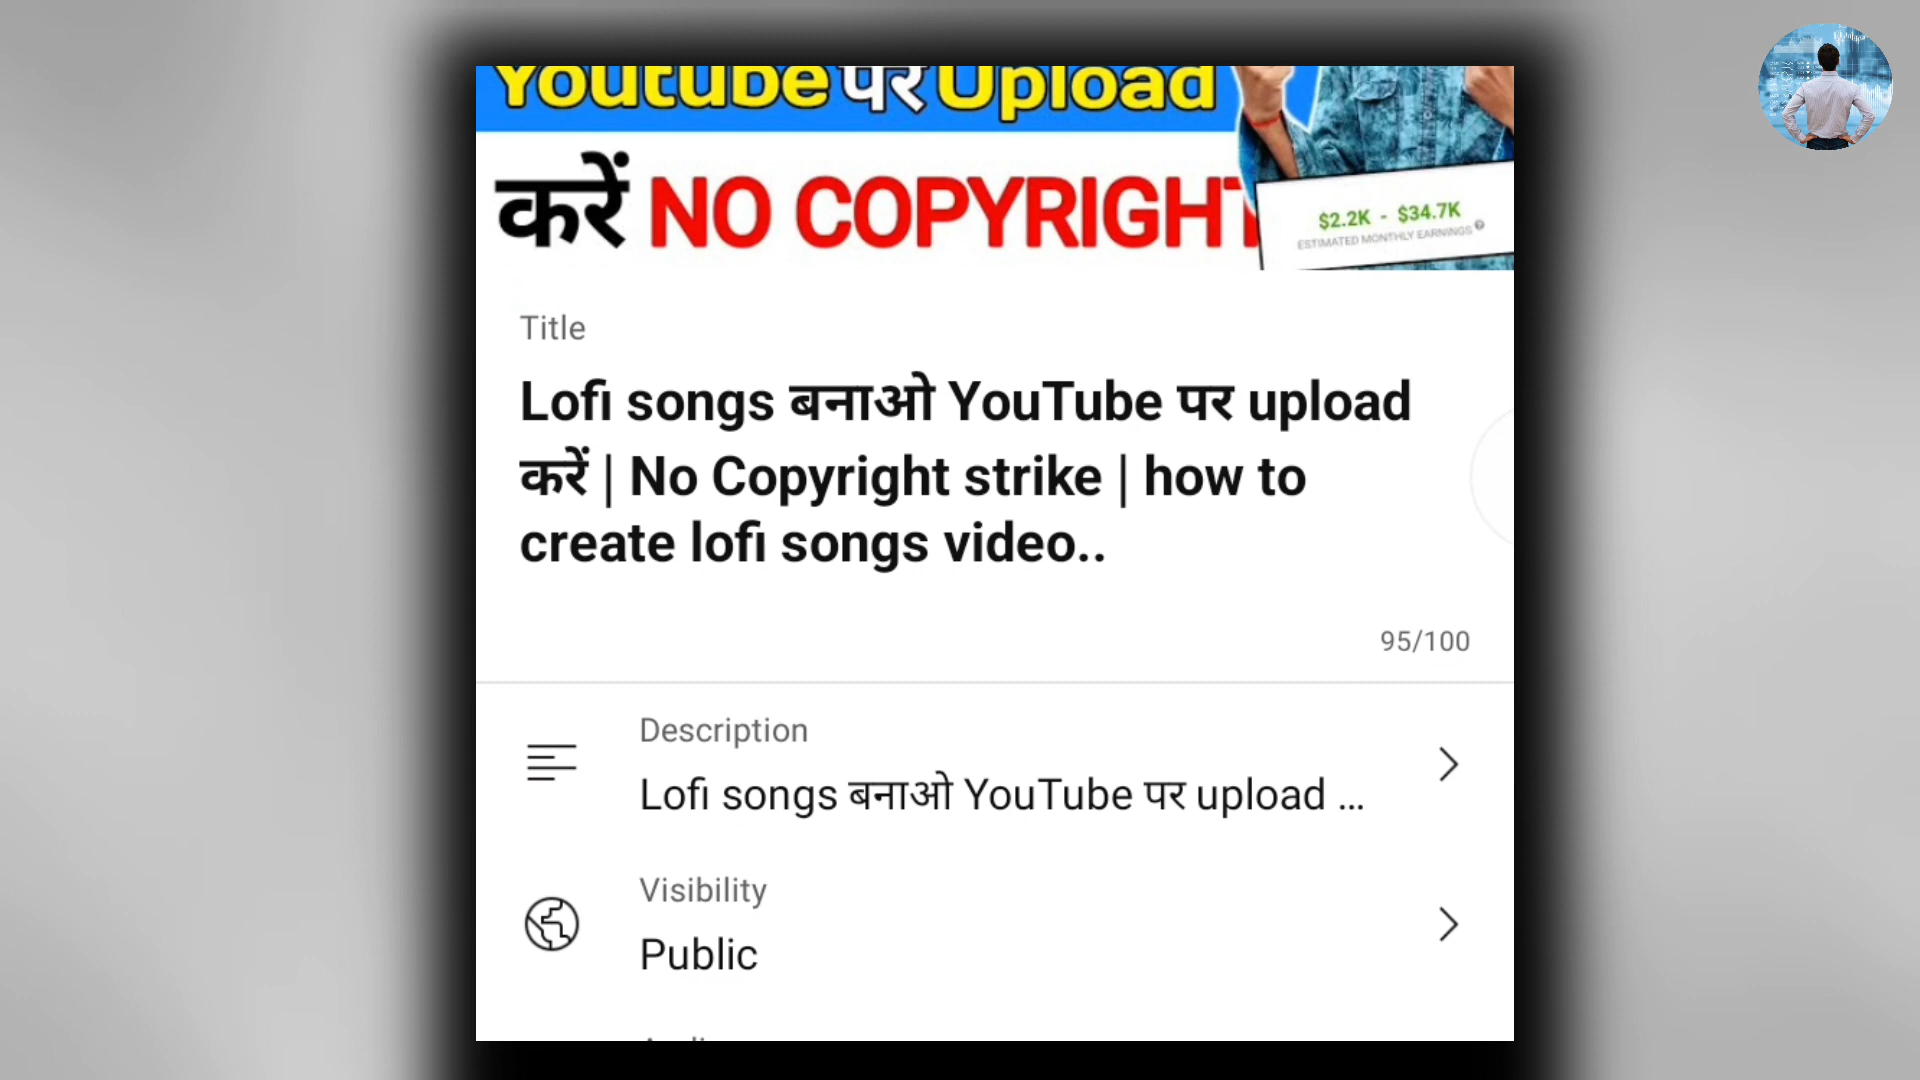 Youtube पर Upload
करें NO COPYRIGHT
$2.2K - $34.7K
ESTIMATED MONTHLY EARNINGS
Title
Lofi songs बनाओ YouTube पर upload
करें | No Copyright strike | how to
create lofi songs video..
95/100
Description
Lofi songs बनाओ YouTube पर upload ...
Visibility
Public